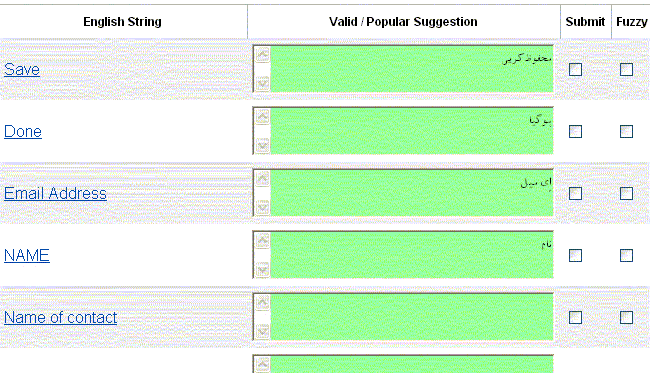 English String Valid / Popular Suggestion Submit Fuzzy
Save محفوظ کریں
Done ہو گیا
Email Address ای میل
NAME نام
Name of contact